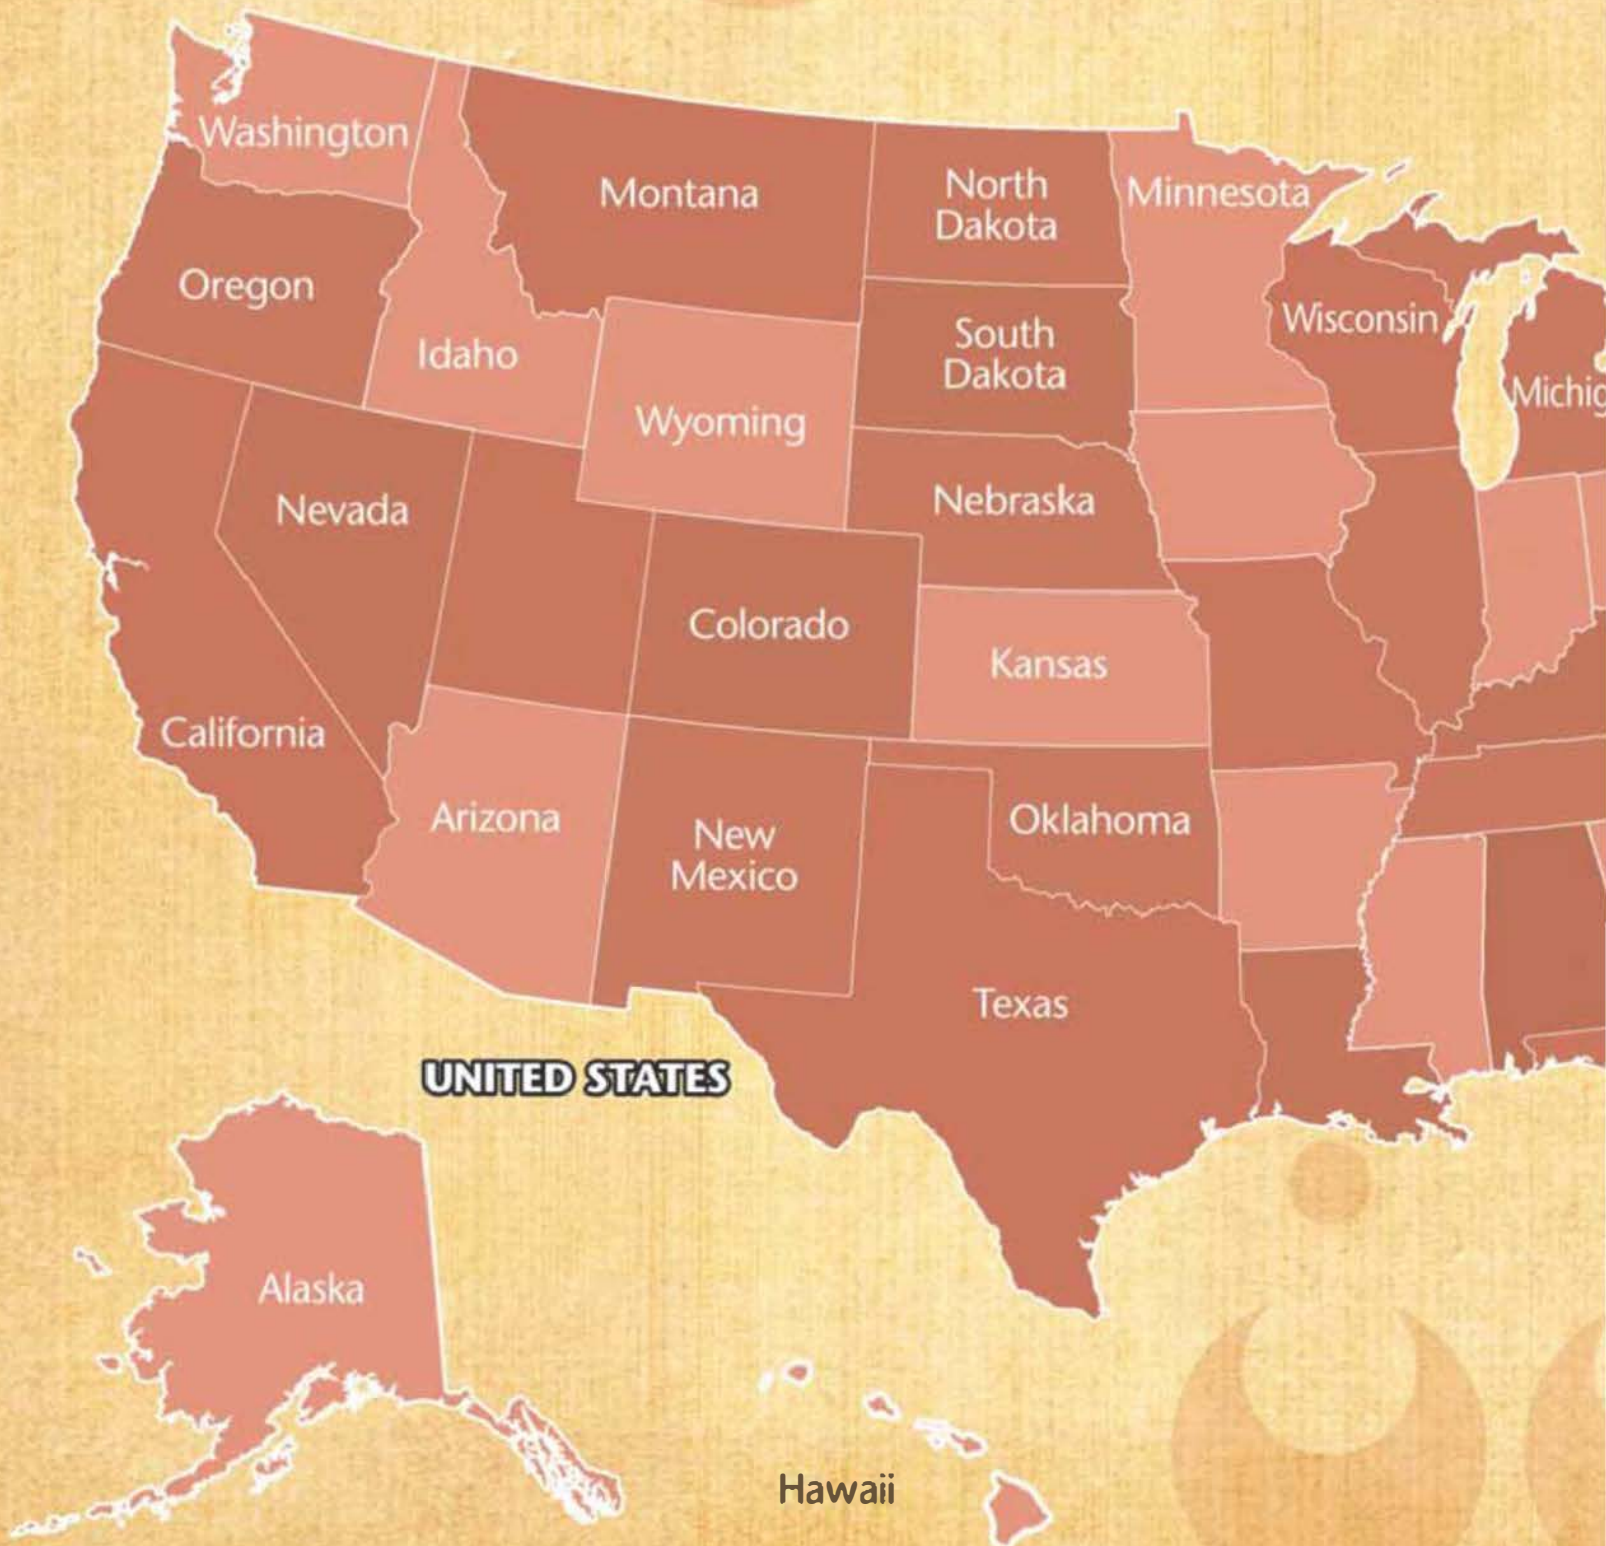 Washington
Montana
North
Dakota
Minnesota
Oregon
Idaho
South
Dakota
Wisconsin
Michig
Wyoming
Nevada
Nebraska
Colorado
Kansas
California
Arizona
New
Mexico
Oklahoma
Texas
UNITED STATES
Alaska
Hawaii